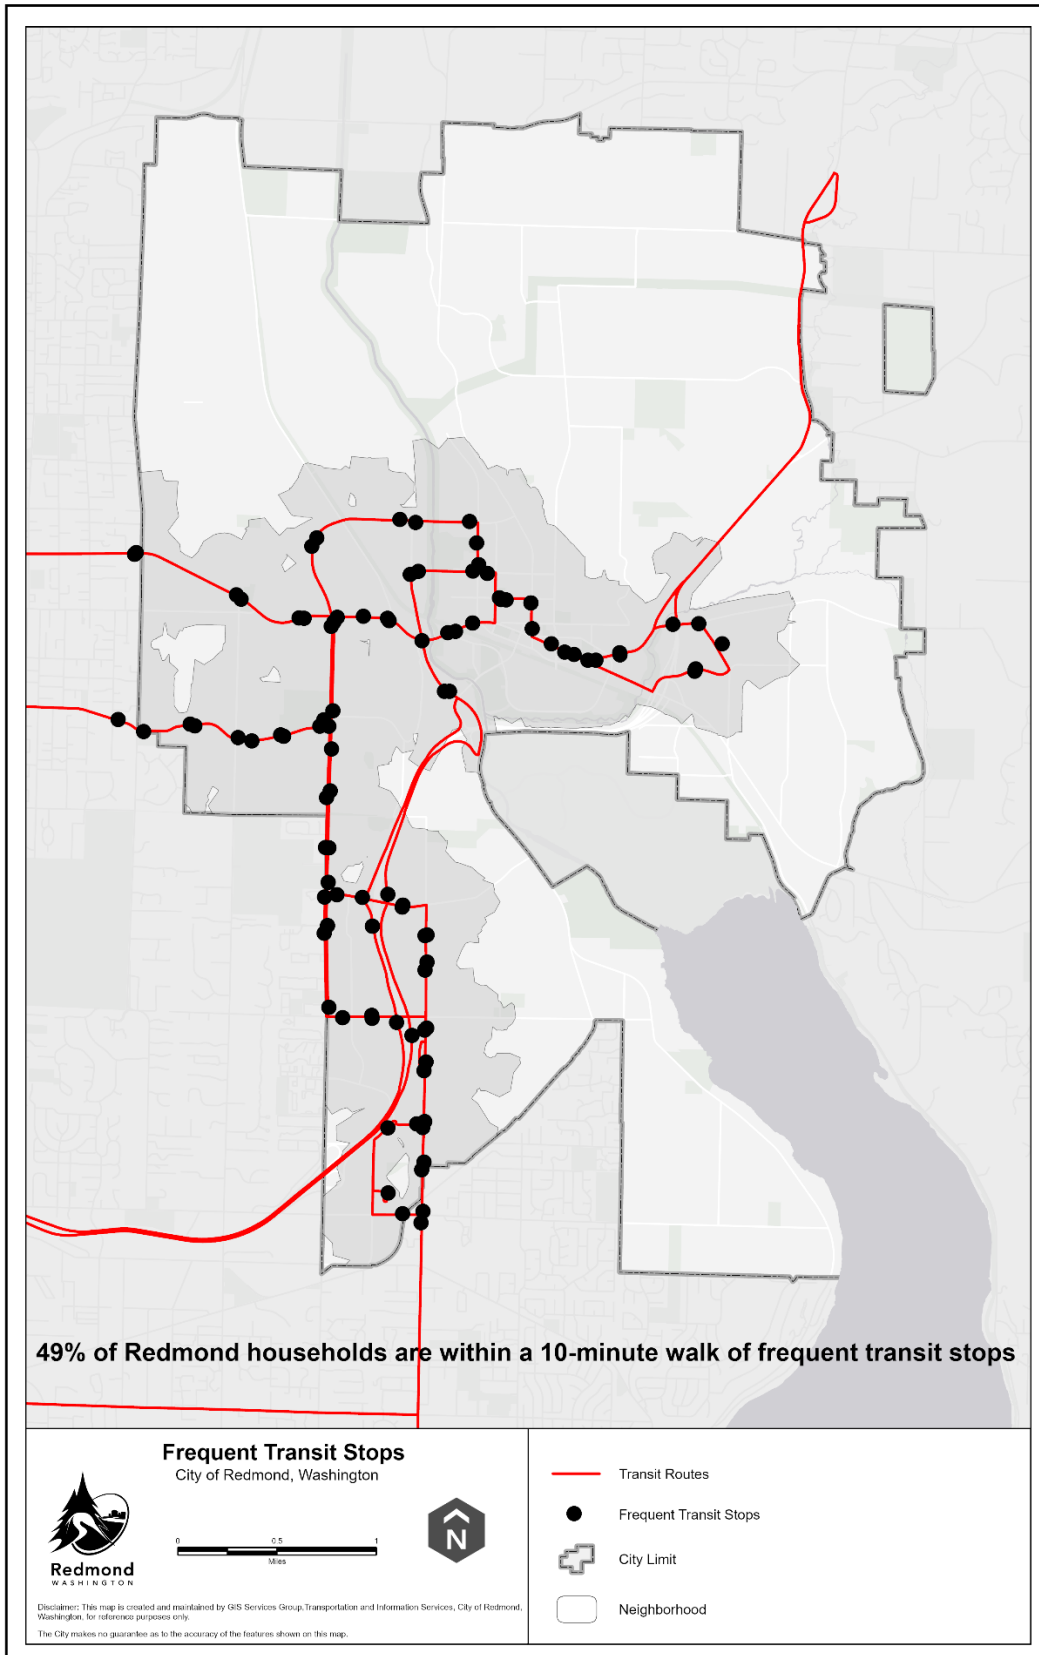 49% of Redmond households are within a 10-minute walk of frequent transit stops
Frequent Transit Stops
City of Redmond, Washington
Redmond
WASHINGTON
0 0.5 1
Miles
N
Disclaimer: This map is created and maintained by GIS Services Group,Transportation and Information Services, City of Redmond,
Washington, for reference purposes only.
The City makes no guarantee as to the accuracy of the features shown on this map.
Transit Routes
Frequent Transit Stops
City Limit
Neighborhood